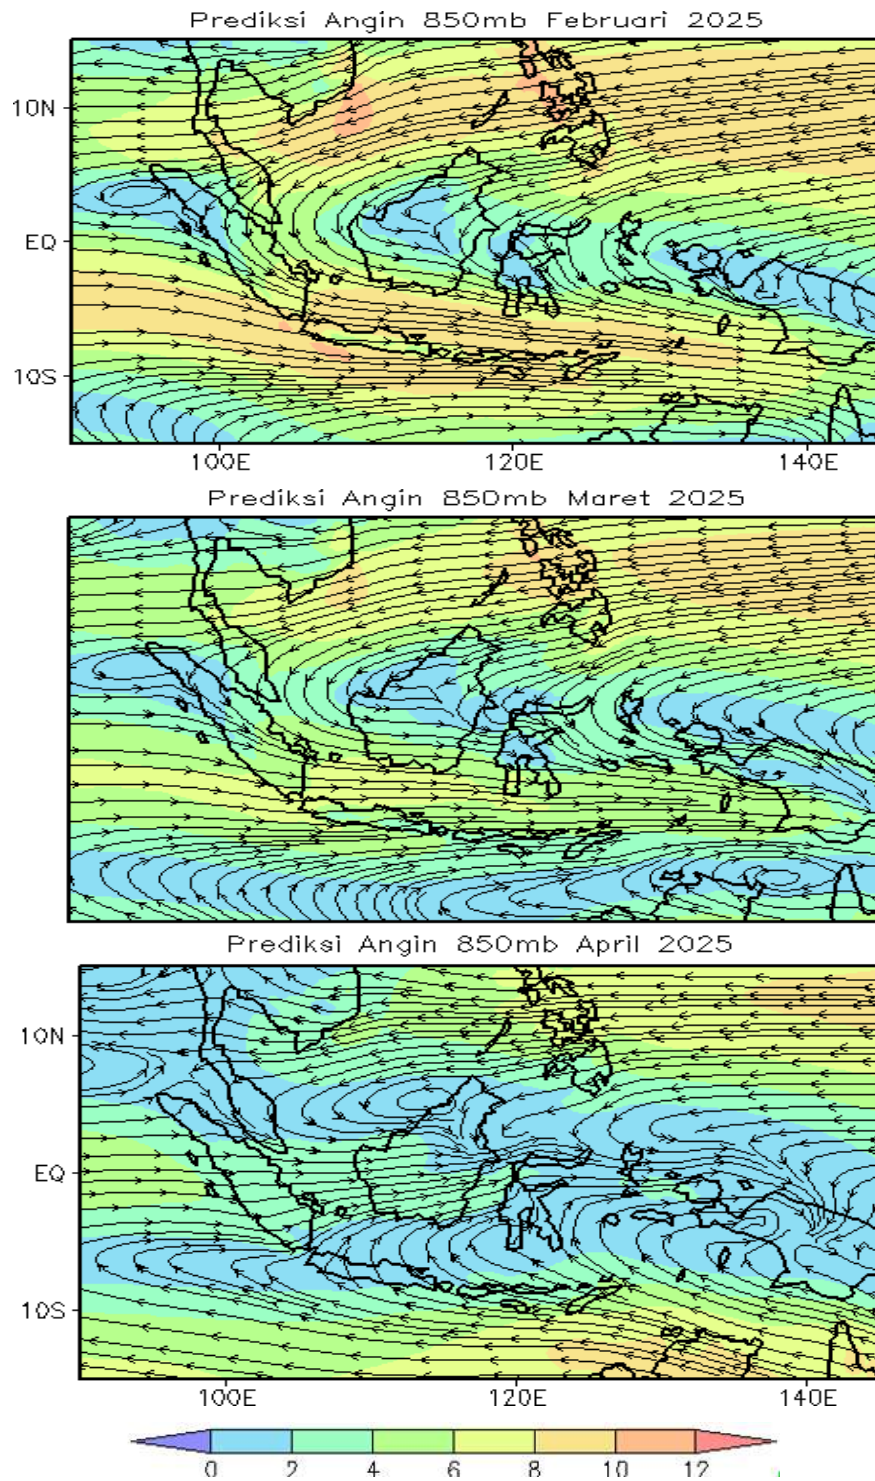 Prediksi Angin 850mb Februari 2025
10N
EQ
10S
100E 120E 140E
Prediksi Angin 850mb Maret 2025
Prediksi Angin 850mb April 2025
10N
EQ
10S
100E 120E 140E
0 2 4 6 8 10 12